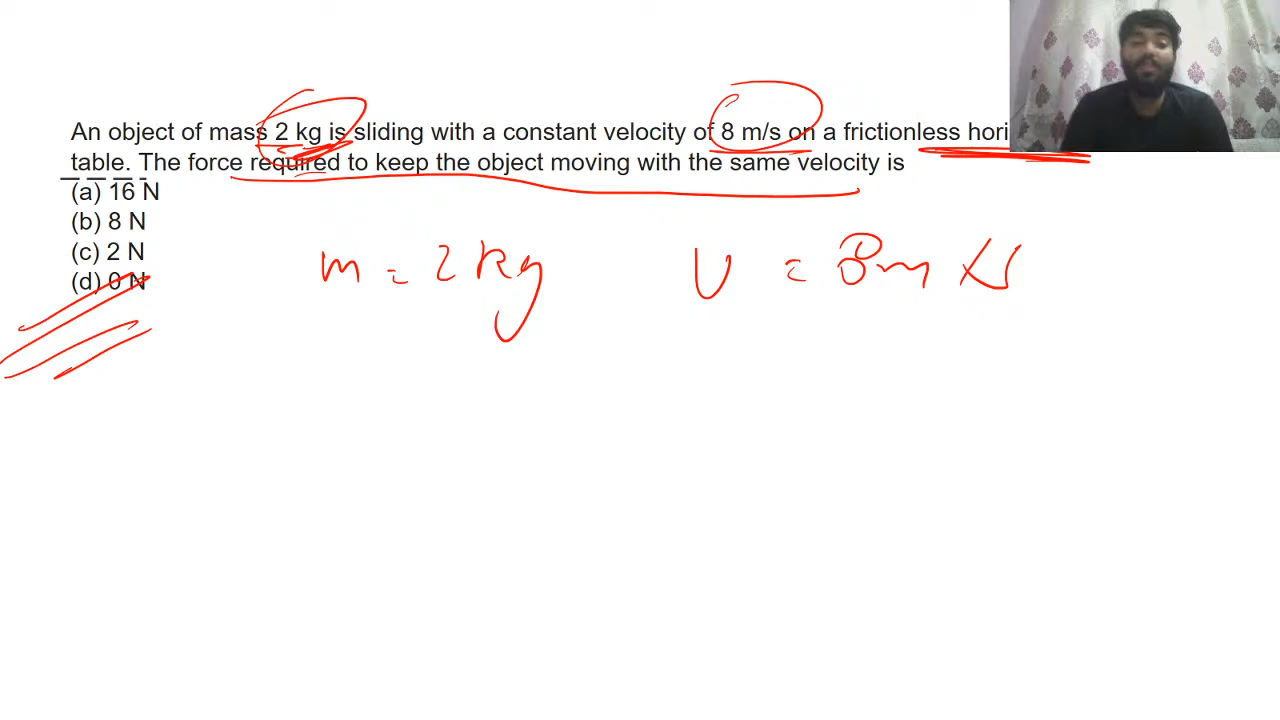 An object of mass 2 kg is sliding with a constant velocity of 8 m/s on a frictionless hori
table. The force required to keep the object moving with the same velocity is
(a) 16 N
(b) 8 N
(c) 2 N
(d) 0 N
m = 2 kg v = 8 m